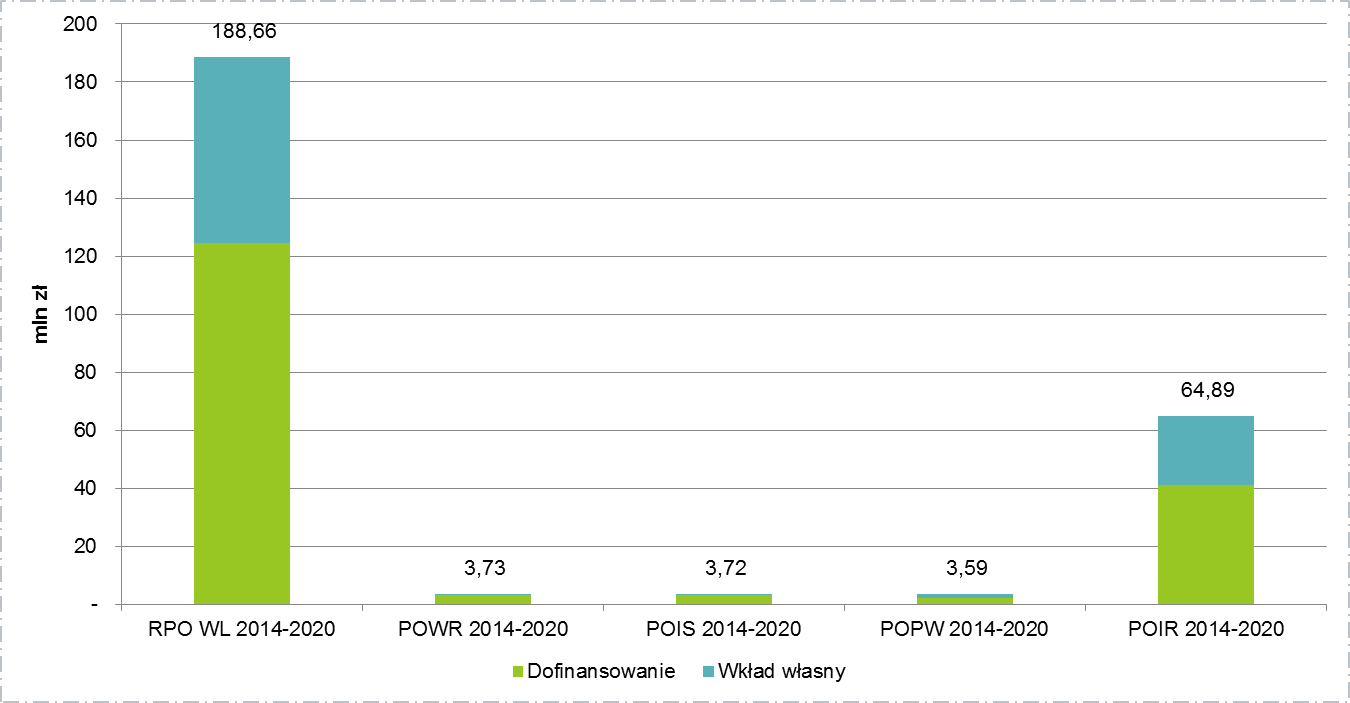 200
188,66
180
160
140
120
100
80
60
40
20
-
mln zł
64,89
3,73
3,72
3,59
RPO WL 2014-2020
POWR 2014-2020
POIS 2014-2020
POPW 2014-2020
POIR 2014-2020
Dofinansowanie
Wkład własny